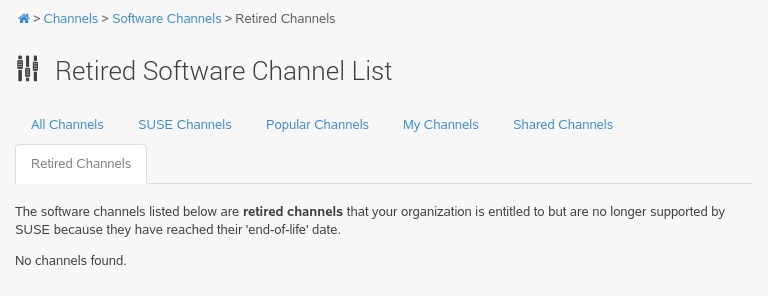 > Channels > Software Channels > Retired Channels
Retired Software Channel List
All Channels SUSE Channels Popular Channels My Channels Shared Channels
Retired Channels
The software channels listed below are retired channels that your organization is entitled to but are no longer supported by
SUSE because they have reached their 'end-of-life' date.
No channels found.